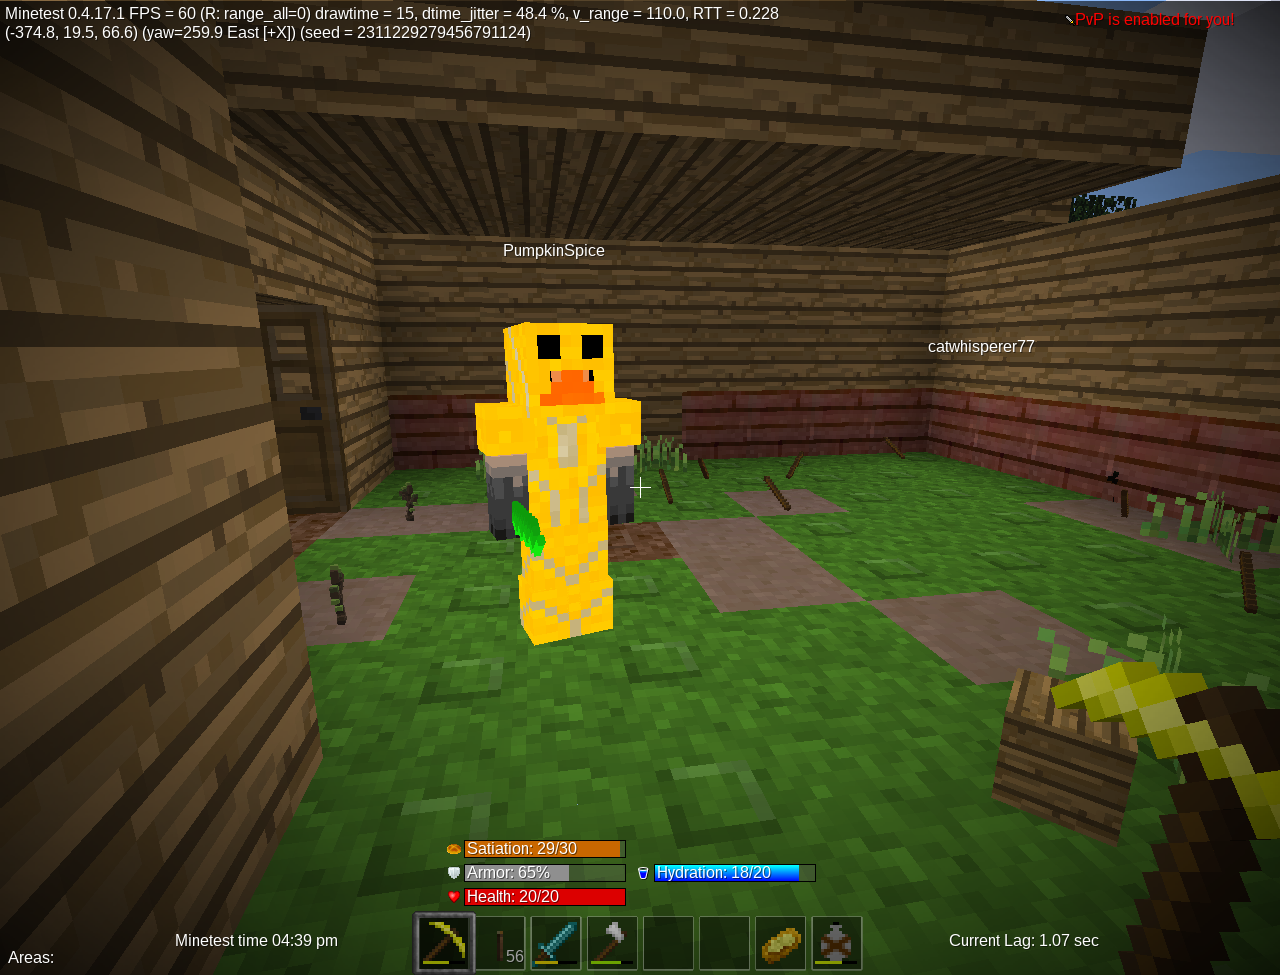 Minetest 0.4.17.1 FPS = 60 (R: range_all=0) drawtime = 15, dtime_jitter = 48.4 %, v_range = 110.0, RTT = 0.228
(-374.8, 19.5, 66.6) (yaw=259.9 East [+X]) (seed = 2311229279456791124)
PvP is enabled for you!
PumpkinSpice
catwhisperer77
Satiation: 29/30
Armor: 65%
Hydration: 18/20
Health: 20/20
56
Minetest time 04:39 pm
Current Lag: 1.07 sec
Areas: